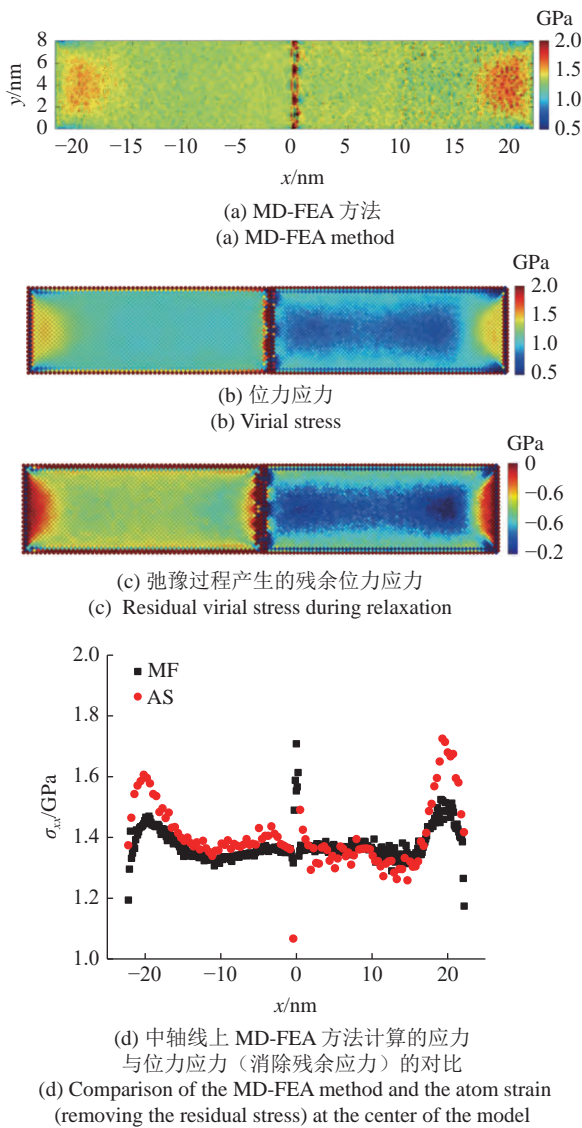 GPa
8
6
4
2
0
y/nm
2.0
1.5
1.0
0.5
−20 −15 −10 −5 0 5 10 15 20
x/nm
(a) MD-FEA 方法
(a) MD-FEA method
GPa
2.0
1.5
1.0
0.5
(b) 位力应力
(b) Virial stress
GPa
0
−0.6
−0.6
−0.2
(c) 弛豫过程产生的残余位力应力
(c) Residual virial stress during relaxation
2.0
1.8
1.6
1.4
1.2
1.0
σxx/GPa
MF
AS
−20 −10 0 10 20
x/nm
(d) 中轴线上 MD-FEA 方法计算的应力
与位力应力（消除残余应力）的对比
(d) Comparison of the MD-FEA method and the atom strain
(removing the residual stress) at the center of the model